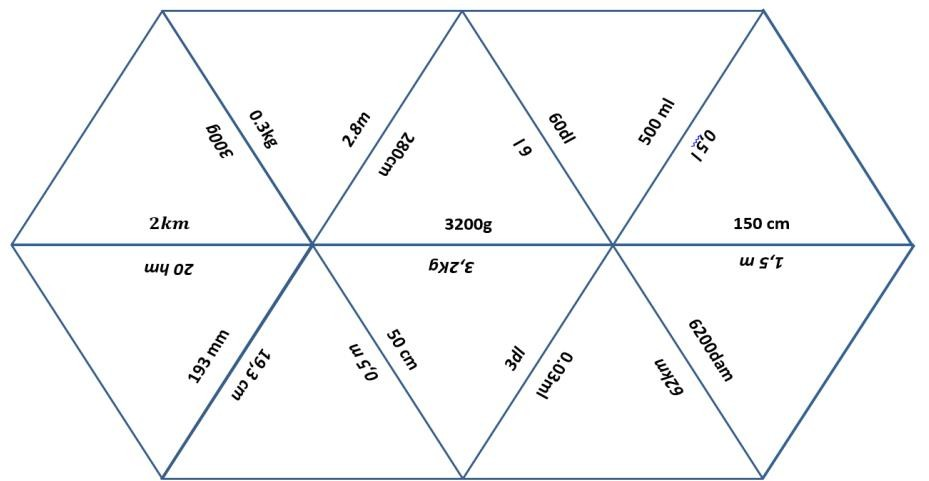 0.3kg
300g
2.8m
280cm
60dl
6 l
500 ml
0,5 l
2km
3200g
150 cm
20 hm
3,2Kg
1,5 m
193 mm
19,3 cm
50 cm
0,5 m
3dl
0.03ml
6200dam
62km